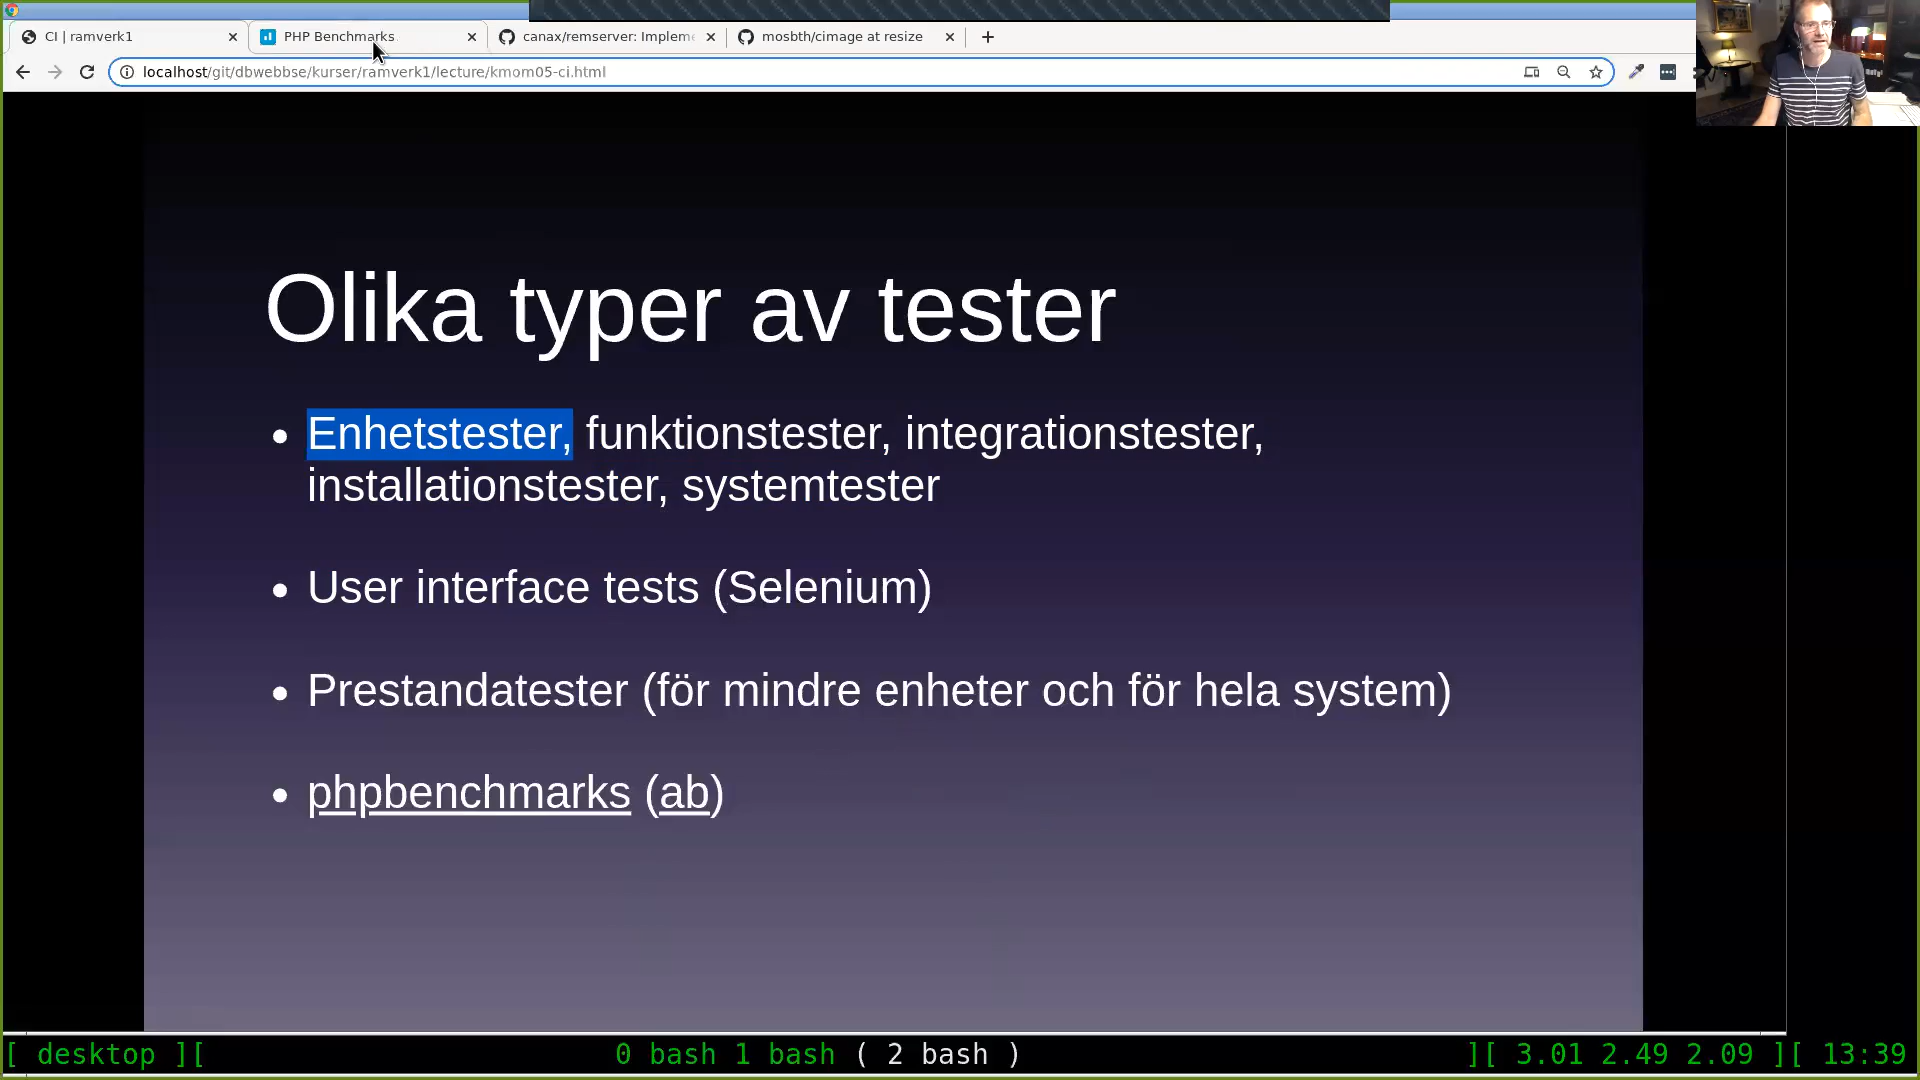 CI | ramverk1
PHP Benchmarks
canax/remserver: Implem
mosbth/cimage at resize
localhost/git/dbwebbse/kurser/ramverk1/lecture/kmom05-ci.html
Olika typer av tester
Enhetstester, funktionstester, integrationstester,
installationstester, systemtester
User interface tests (Selenium)
Prestandatester (för mindre enheter och för hela system)
phpbenchmarks (ab)
[ desktop ][ 0 bash 1 bash ( 2 bash ) ][ 3.01 2.49 2.09 ][ 13:39